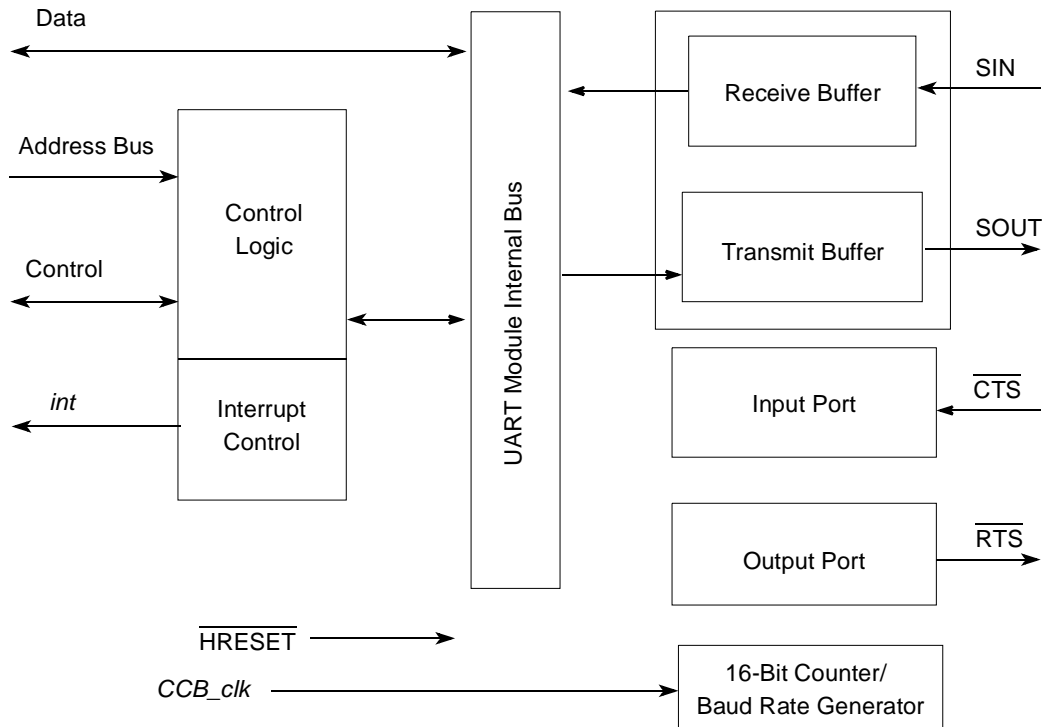 Data
SIN
Receive Buffer
Address Bus
Control
Logic
UART Module Internal Bus
SOUT
Transmit Buffer
Control
CTS
Input Port
int
Interrupt
Control
RTS
Output Port
HRESET
CCB_clk
16-Bit Counter/
Baud Rate Generator